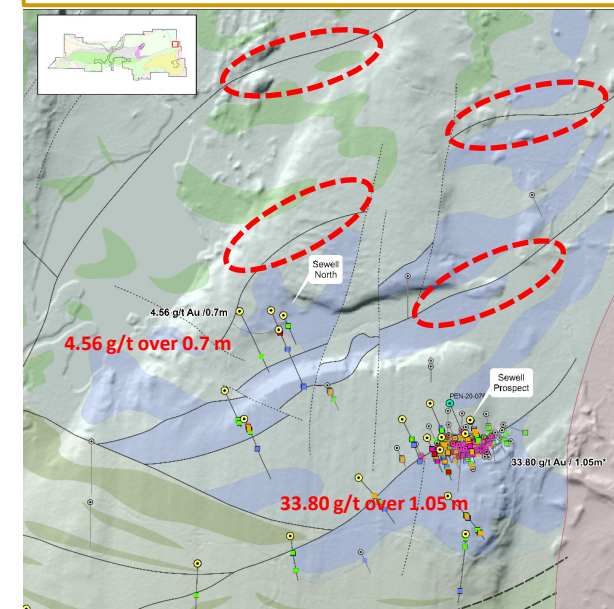 Sewell
North
4.56 g/t Au /0.7m
4.56 g/t over 0.7 m
Sewell
Prospect
PEN-20-076
33.80 g/t Au / 1.05m*
33.80 g/t over 1.05 m